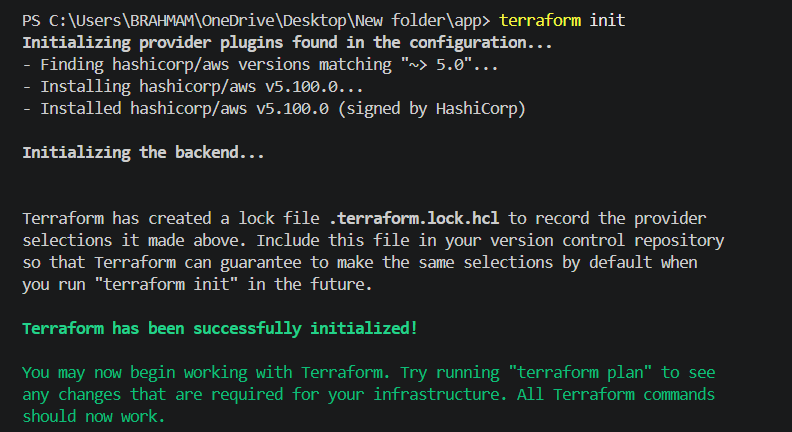 PS C:\Users\BRAHMAM\OneDrive\Desktop\New folder\app> terraform init
Initializing provider plugins found in the configuration...
- Finding hashicorp/aws versions matching "~> 5.0"...
- Installing hashicorp/aws v5.100.0...
- Installed hashicorp/aws v5.100.0 (signed by HashiCorp)
Initializing the backend...
Terraform has created a lock file .terraform.lock.hcl to record the provider
selections it made above. Include this file in your version control repository
so that Terraform can guarantee to make the same selections by default when
you run "terraform init" in the future.
Terraform has been successfully initialized!
You may now begin working with Terraform. Try running "terraform plan" to see
any changes that are required for your infrastructure. All Terraform commands
should now work.